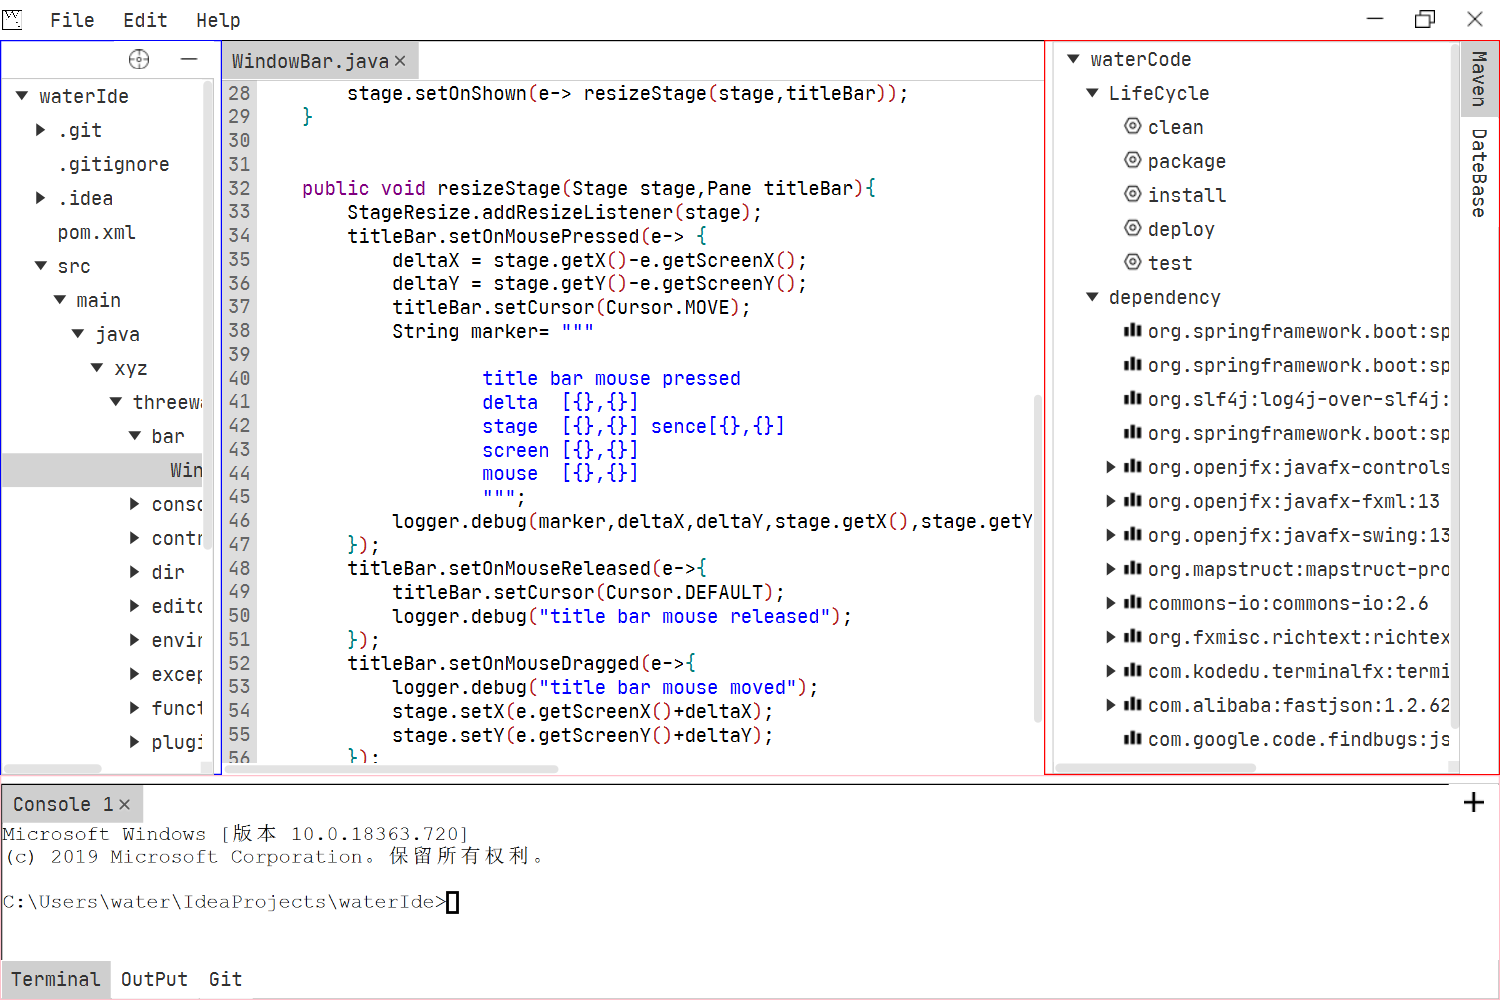 File Edit Help
waterIde
.git
.gitignore
.idea
pom.xml
src
main
java
xyz
threewa
bar
Win
consc
contr
dir
editc
envir
excep
funct
plugi
WindowBar.java
28 stage.setOnShown(e-> resizeStage(stage,titleBar));
29 }
30
31
32 public void resizeStage(Stage stage,Pane titleBar){
33 StageResize.addResizeListener(stage);
34 titleBar.setOnMousePressed(e-> {
35 deltaX = stage.getX()-e.getScreenX();
36 deltaY = stage.getY()-e.getScreenY();
37 titleBar.setCursor(Cursor.MOVE);
38 String marker= """
39
40 title bar mouse pressed
41 delta [{},{}]
42 stage [{},{}] sence[{},{}]
43 screen [{},{}]
44 mouse [{},{}]
45 """;
46 logger.debug(marker,deltaX,deltaY,stage.getX(),stage.getY
47 });
48 titleBar.setOnMouseReleased(e->{
49 titleBar.setCursor(Cursor.DEFAULT);
50 logger.debug("title bar mouse released");
51 });
52 titleBar.setOnMouseDragged(e->{
53 logger.debug("title bar mouse moved");
54 stage.setX(e.getScreenX()+deltaX);
55 stage.setY(e.getScreenY()+deltaY);
56 });
waterCode
LifeCycle
clean
package
install
deploy
test
dependency
org.springframework.boot:sp
org.springframework.boot:sp
org.slf4j:log4j-over-slf4j:
org.springframework.boot:sp
org.openjfx:javafx-controls
org.openjfx:javafx-fxml:13
org.openjfx:javafx-swing:13
org.mapstruct:mapstruct-pro
commons-io:commons-io:2.6
org.fxmisc.richtext:richtex
com.kodedu.terminalfx:termi
com.alibaba:fastjson:1.2.62
com.google.code.findbugs:js
Maven
DateBase
Console 1
Microsoft Windows [版本 10.0.18363.720]
(c) 2019 Microsoft Corporation。保留所有权利。
C:\Users\water\IdeaProjects\waterIde>
Terminal OutPut Git